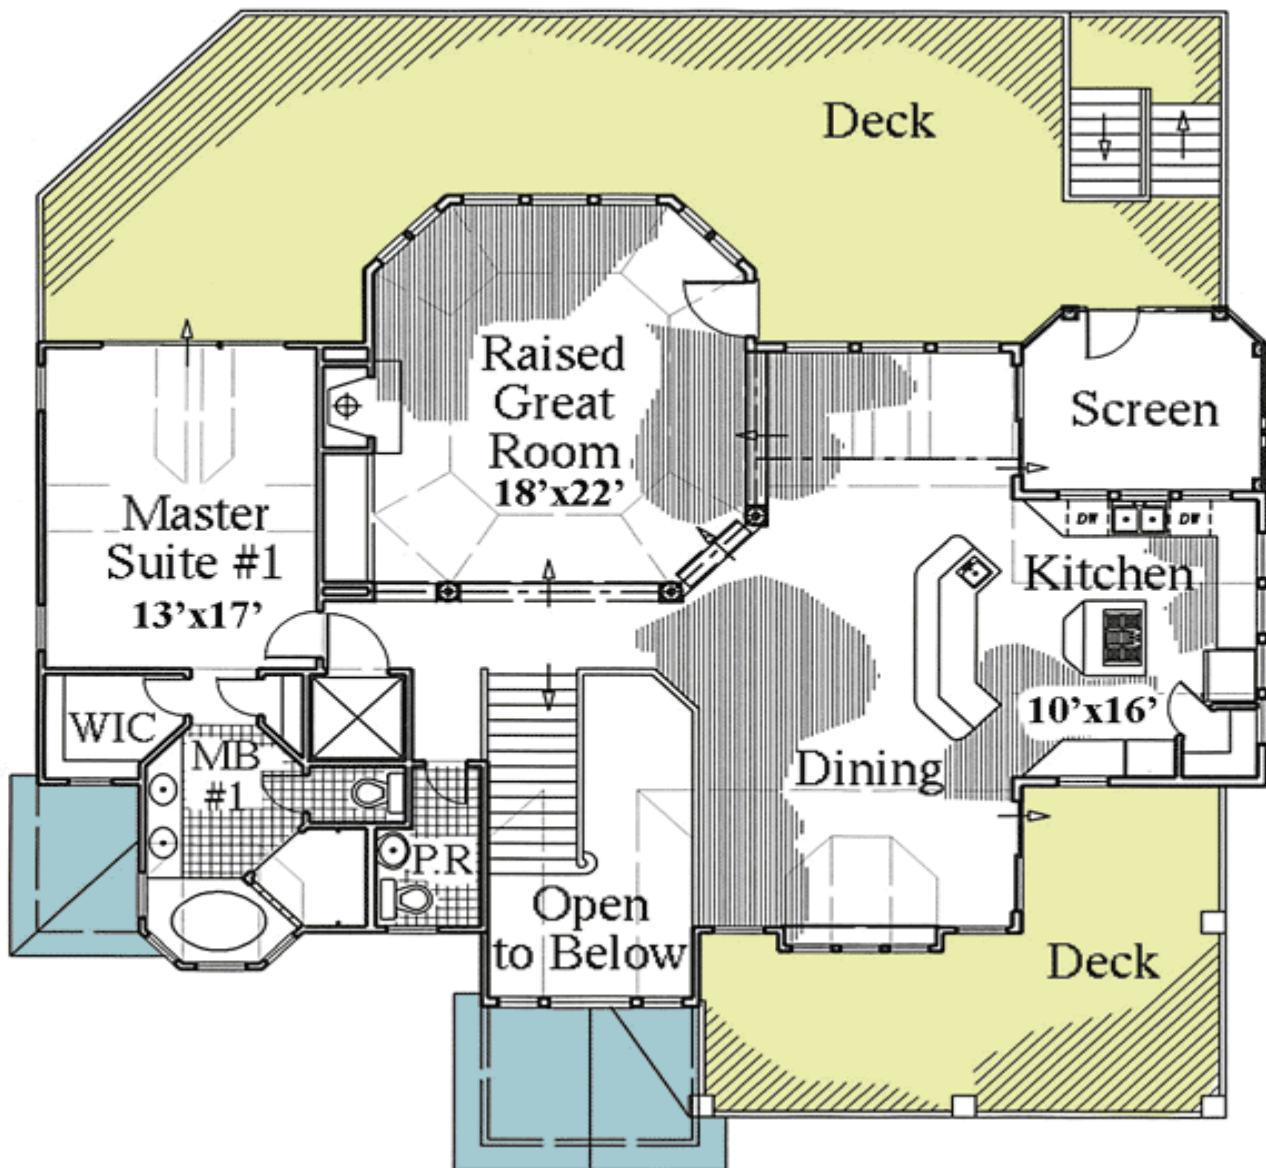 Deck
Raised
Great
Room
18'x22'
Screen
Master
Suite #1
13'x17'
DW
DW
Kitchen
10'x16'
WIC
MB
#1
Dining
P.R
Open
to Below
Deck